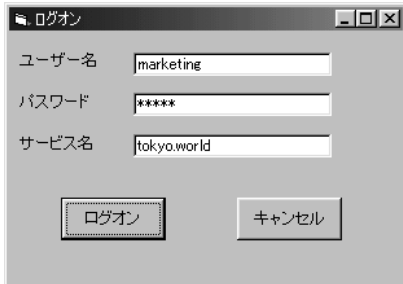 ログオン
ユーザー名 marketing
パスワード *****
サービス名 tokyo.world
ログオン キャンセル